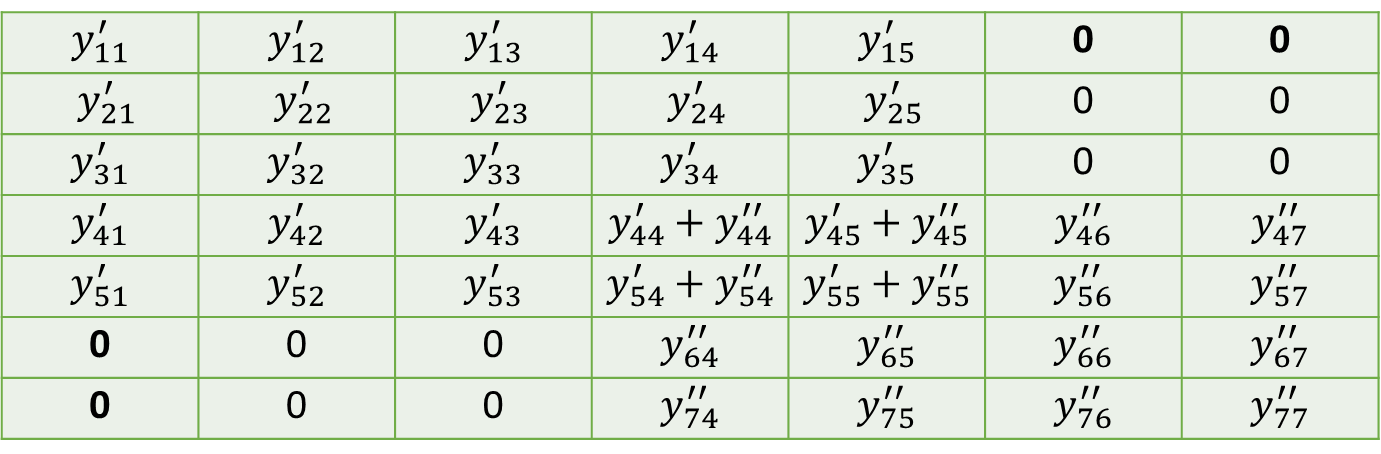 y′₁₁ y′₁₂ y′₁₃ y′₁₄ y′₁₅ 0 0
y′₂₁ y′₂₂ y′₂₃ y′₂₄ y′₂₅ 0 0
y′₃₁ y′₃₂ y′₃₃ y′₃₄ y′₃₅ 0 0
y′₄₁ y′₄₂ y′₄₃ y′₄₄ + y″₄₄ y′₄₅ + y″₄₅ y″₄₆ y″₄₇
y′₅₁ y′₅₂ y′₅₃ y′₅₄ + y″₅₄ y′₅₅ + y″₅₅ y″₅₆ y″₅₇
0 0 0 y″₆₄ y″₆₅ y″₆₆ y″₆₇
0 0 0 y″₇₄ y″₇₅ y″₇₆ y″₇₇